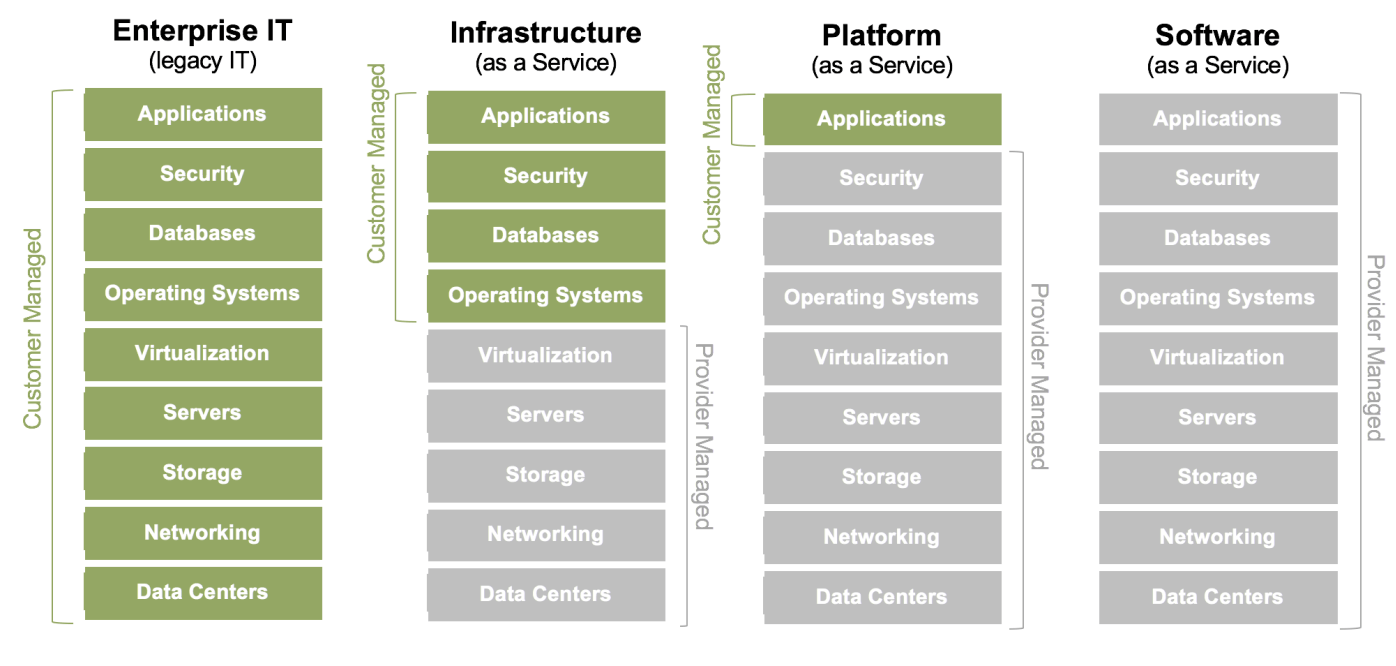 Enterprise IT
(legacy IT)
Customer Managed
Applications
Security
Databases
Operating Systems
Virtualization
Servers
Storage
Networking
Data Centers
Infrastructure
(as a Service)
Customer Managed
Applications
Security
Databases
Operating Systems
Virtualization
Servers
Storage
Networking
Data Centers
Provider Managed
Platform
(as a Service)
Customer Managed
Applications
Security
Databases
Operating Systems
Virtualization
Servers
Storage
Networking
Data Centers
Provider Managed
Software
(as a Service)
Applications
Security
Databases
Operating Systems
Virtualization
Servers
Storage
Networking
Data Centers
Provider Managed